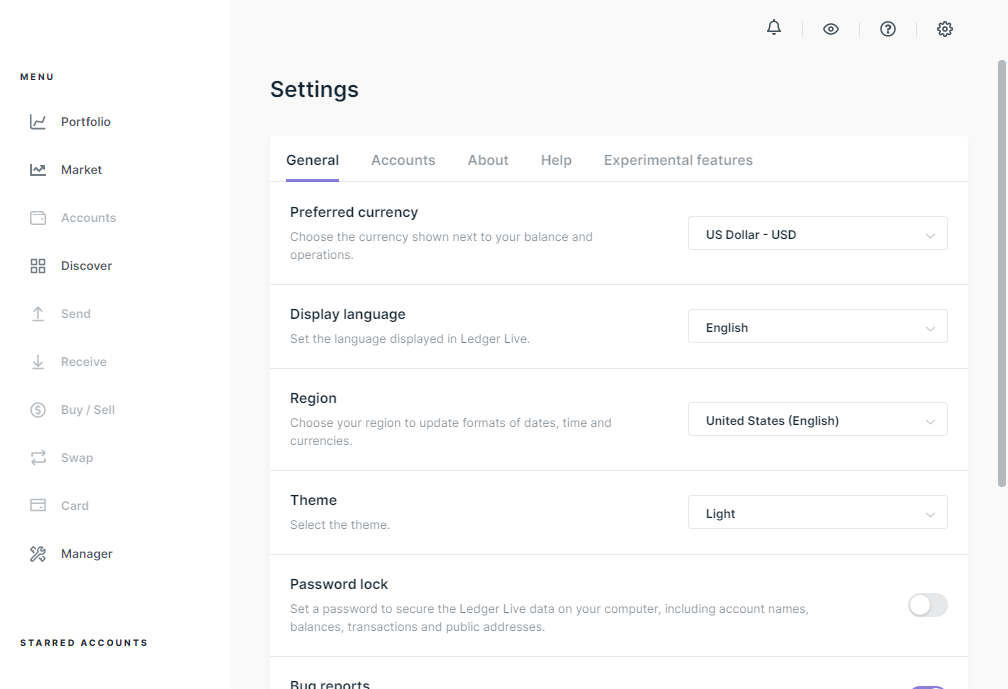 MENU
Portfolio
Market
Accounts
Discover
Send
Receive
Buy / Sell
Swap
Card
Manager
STARRED ACCOUNTS
Settings
General
Accounts
About
Help
Experimental features
Preferred currency
Choose the currency shown next to your balance and
operations.
US Dollar - USD
Display language
Set the language displayed in Ledger Live.
English
Region
Choose your region to update formats of dates, time and
currencies.
United States (English)
Theme
Select the theme.
Light
Password lock
Set a password to secure the Ledger Live data on your computer, including account names,
balances, transactions and public addresses.
Bug reports